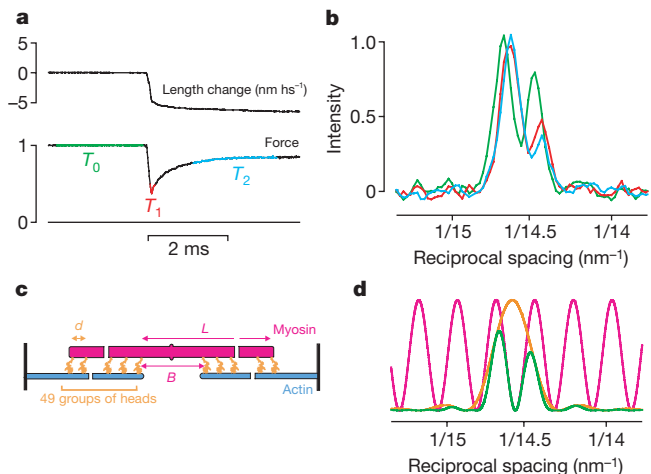 a
5
0
−5
Length change (nm hs⁻¹)
1
0
Force
T₀
T₁
T₂
2 ms
b
1.0
0.5
0
Intensity
1/15
1/14.5
1/14
Reciprocal spacing (nm⁻¹)
c
d
L
Myosin
B
Actin
49 groups of heads
d
1/15
1/14.5
1/14
Reciprocal spacing (nm⁻¹)